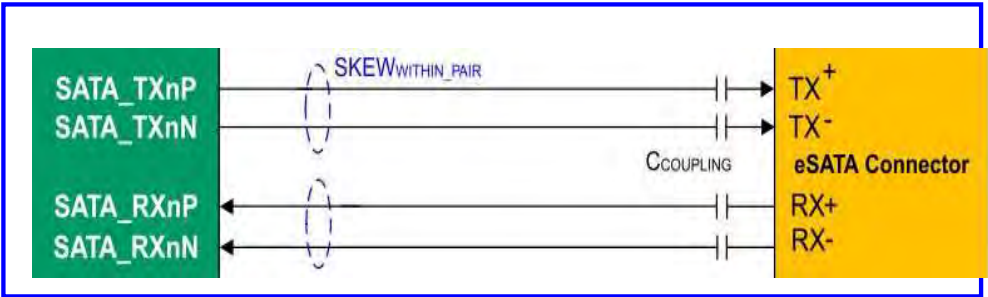 SKEWWITHIN_PAIR
SATA_TXnP
TX+
SATA_TXnN
TX-
CCOUPLING
eSATA Connector
SATA_RXnP
RX+
SATA_RXnN
RX-